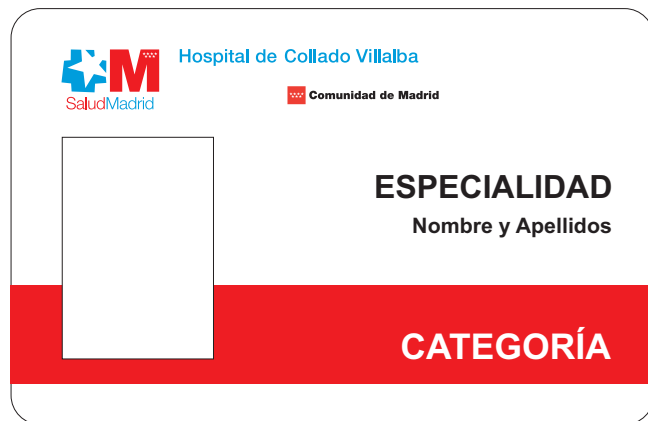 Hospital de Collado Villalba
SaludMadrid
Comunidad de Madrid
ESPECIALIDAD
Nombre y Apellidos
CATEGORÍA